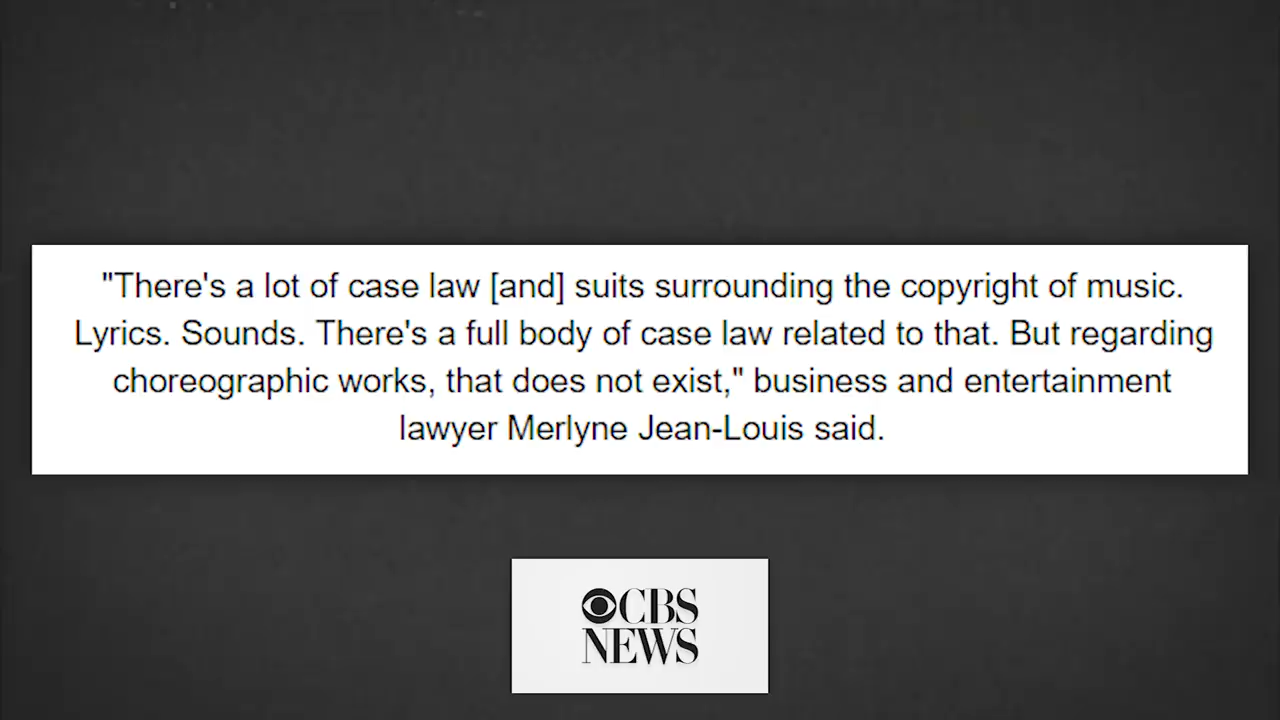 "There's a lot of case law [and] suits surrounding the copyright of music.
Lyrics. Sounds. There's a full body of case law related to that. But regarding
choreographic works, that does not exist," business and entertainment
lawyer Merlyne Jean-Louis said.
CBS
NEWS